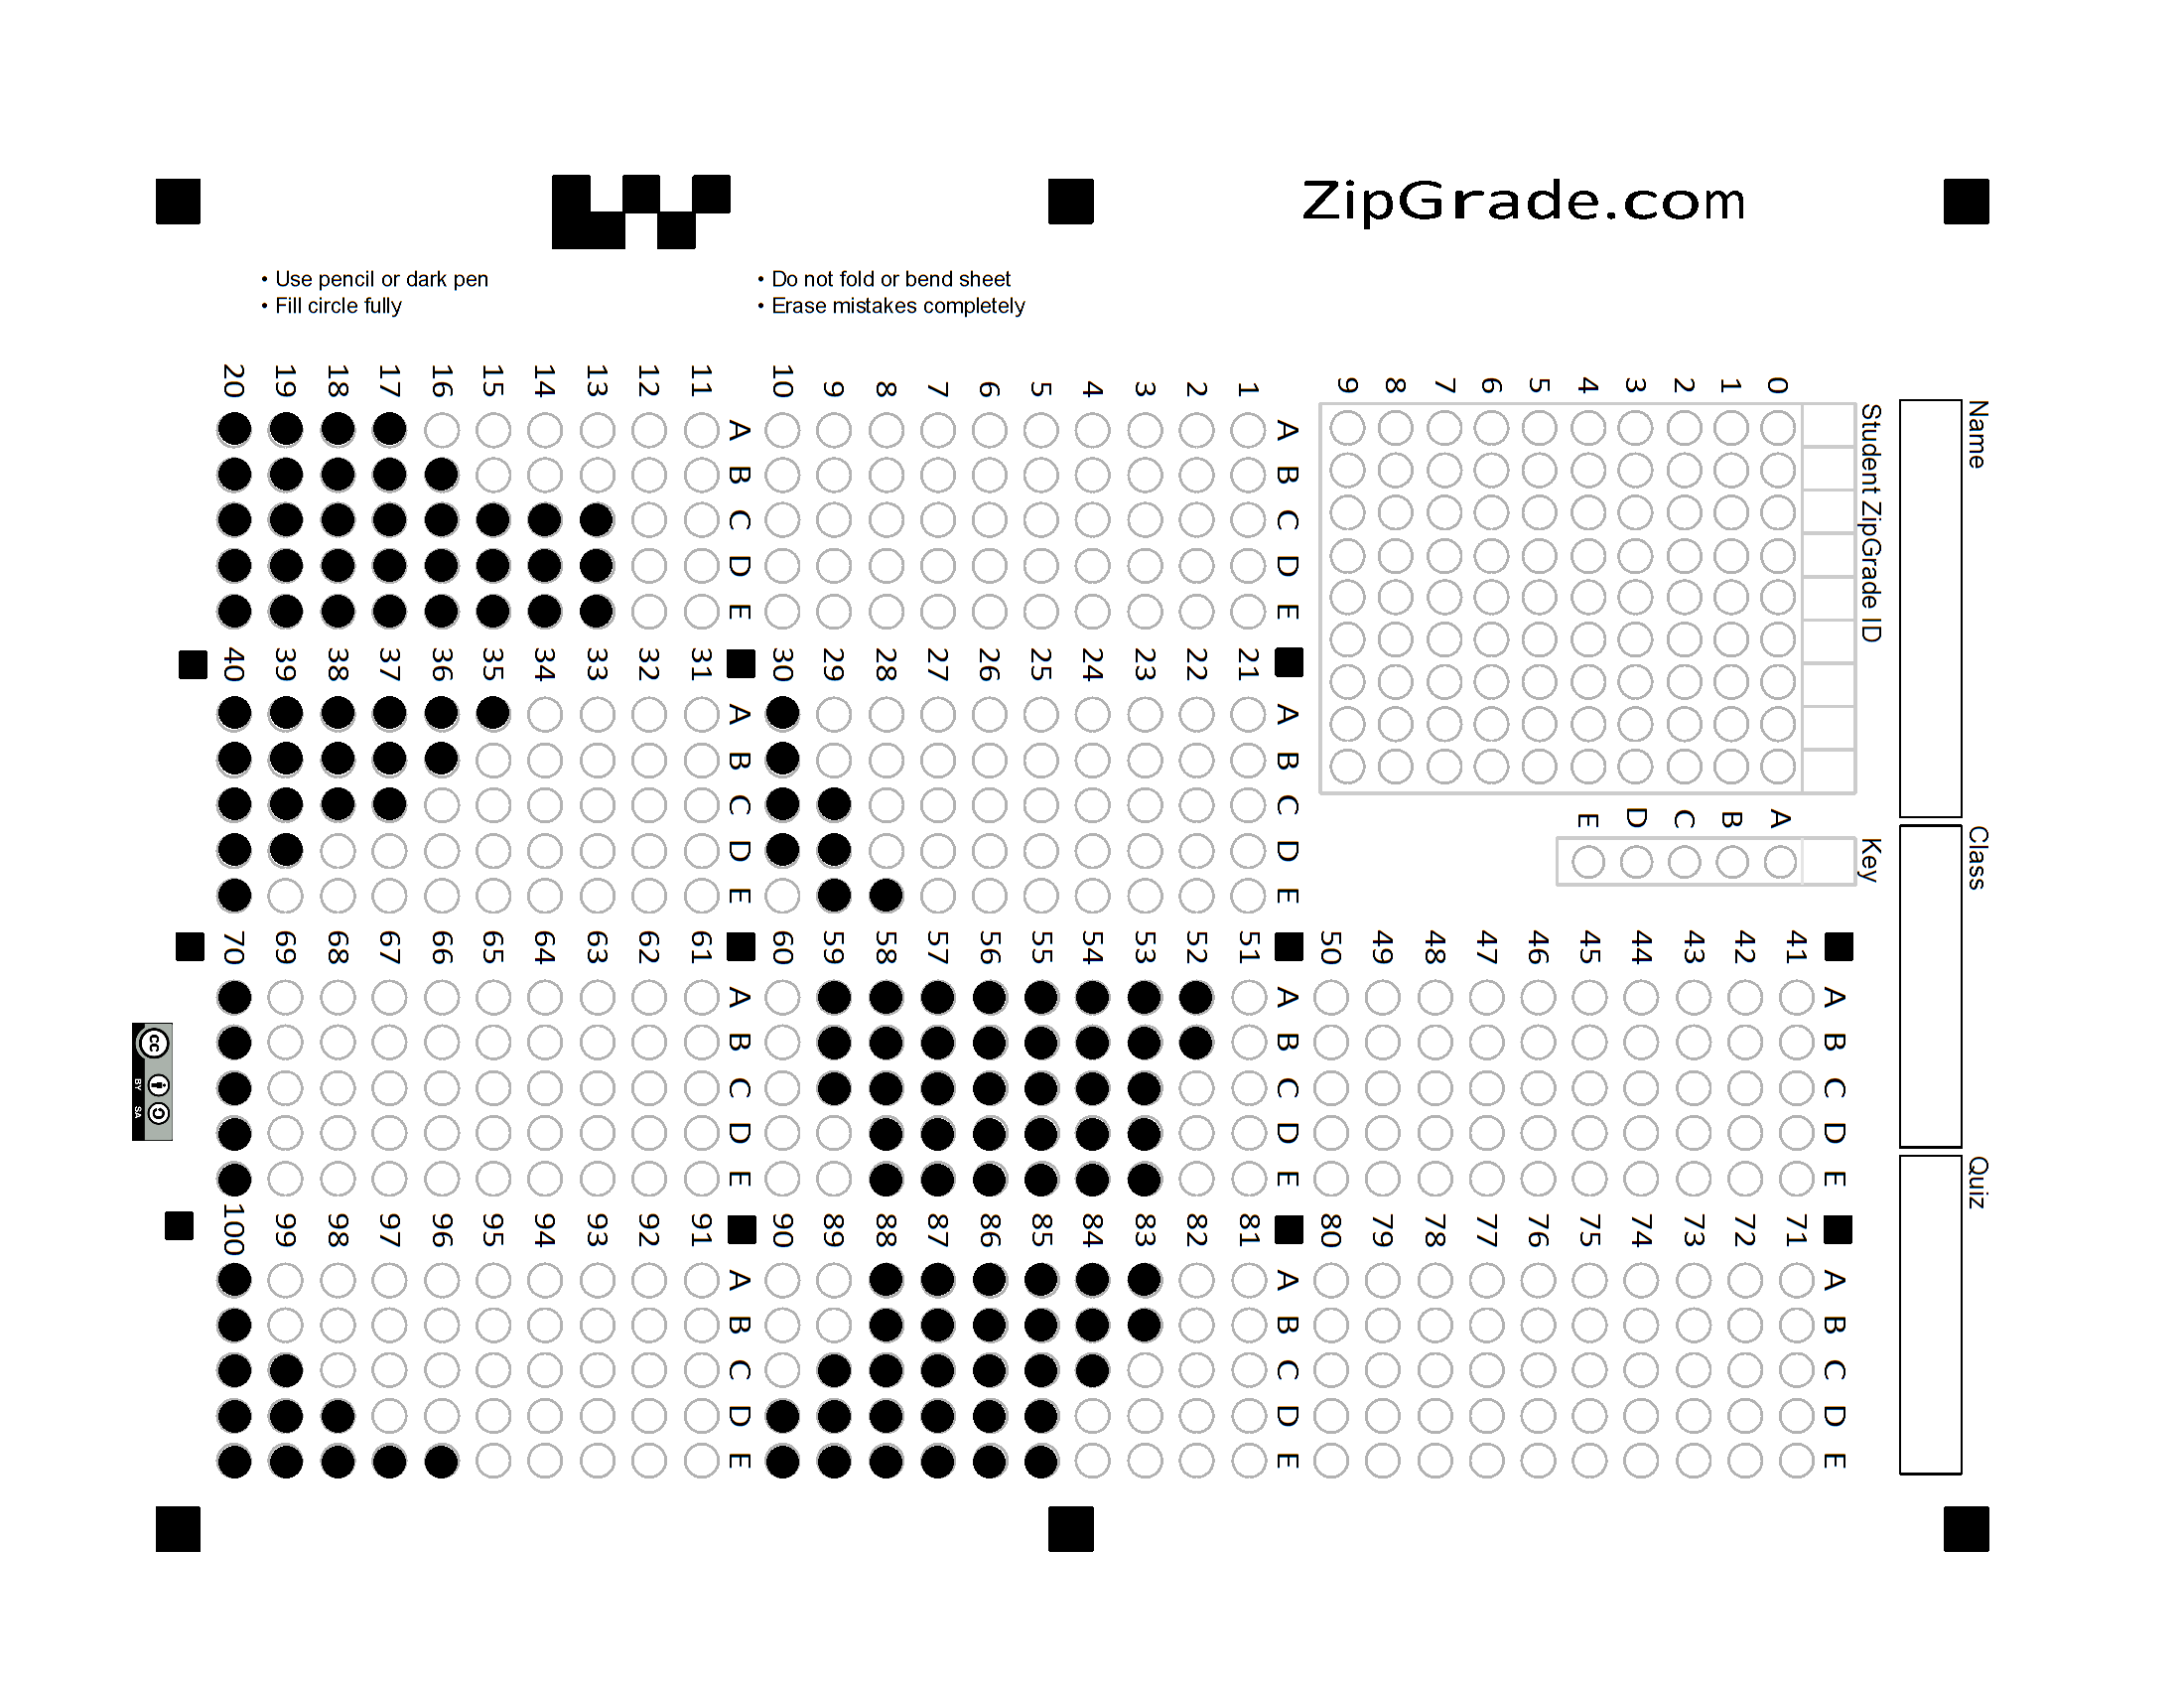 ZipGrade.com
• Use pencil or dark pen
• Fill circle fully
• Do not fold or bend sheet
• Erase mistakes completely
Name
Class
Quiz
Student ZipGrade ID
0 1 2 3 4 5 6 7 8 9
Key
A B C D E
1 2 3 4 5 6 7 8 9 10
A B C D E
11 12 13 14 15 16 17 18 19 20
A B C D E
21 22 23 24 25 26 27 28 29 30
A B C D E
31 32 33 34 35 36 37 38 39 40
A B C D E
41 42 43 44 45 46 47 48 49 50
A B C D E
51 52 53 54 55 56 57 58 59 60
A B C D E
61 62 63 64 65 66 67 68 69 70
A B C D E
71 72 73 74 75 76 77 78 79 80
A B C D E
81 82 83 84 85 86 87 88 89 90
A B C D E
91 92 93 94 95 96 97 98 99 100
A B C D E
cc
BY SA